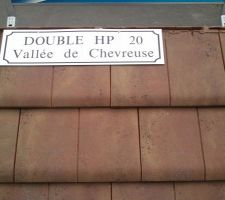 DOUBLE HP 20
Vallée de Chevreuse